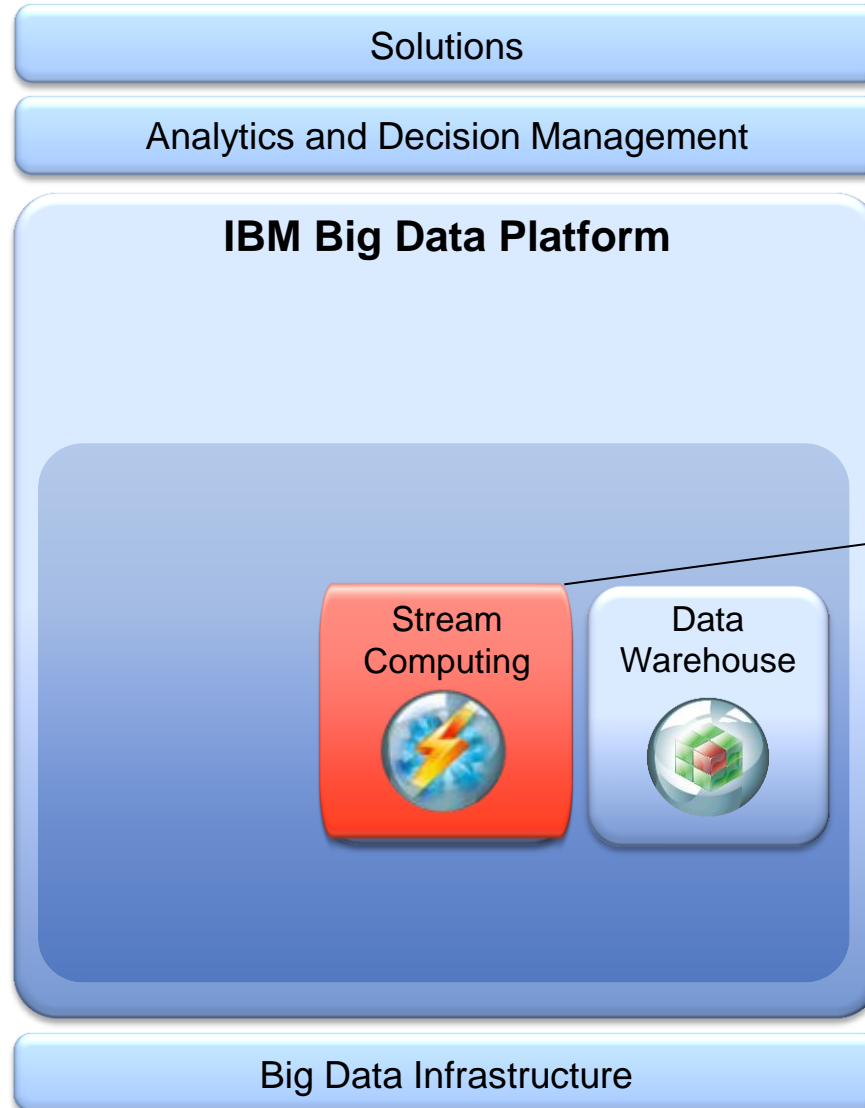 Solutions
Analytics and Decision Management
IBM Big Data Platform
Stream
Computing
Data
Warehouse
Big Data Infrastructure